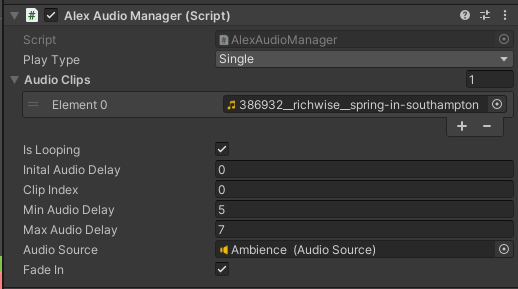 Alex Audio Manager (Script)
Script AlexAudioManager
Play Type Single
Audio Clips 1
Element 0 386932__richwise__spring-in-southampton
Is Looping
Inital Audio Delay 0
Clip Index 0
Min Audio Delay 5
Max Audio Delay 7
Audio Source Ambience (Audio Source)
Fade In